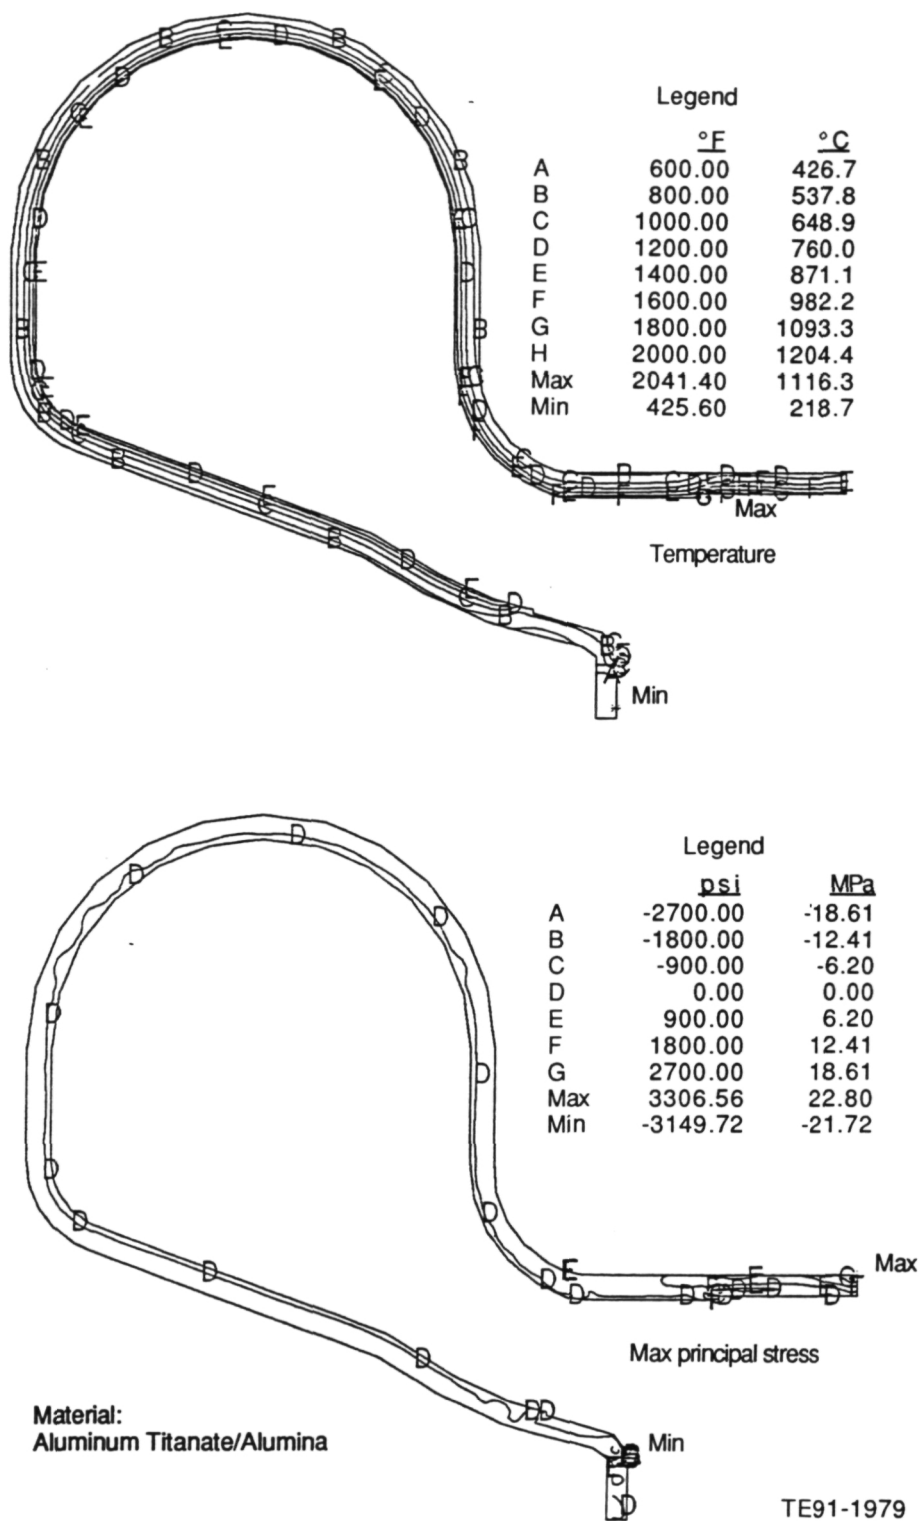 Legend
°F °C
A 600.00 426.7
B 800.00 537.8
C 1000.00 648.9
D 1200.00 760.0
E 1400.00 871.1
F 1600.00 982.2
G 1800.00 1093.3
H 2000.00 1204.4
Max 2041.40 1116.3
Min 425.60 218.7
Max
Temperature
Min
Legend
psi MPa
A -2700.00 -18.61
B -1800.00 -12.41
C -900.00 -6.20
D 0.00 0.00
E 900.00 6.20
F 1800.00 12.41
G 2700.00 18.61
Max 3306.56 22.80
Min -3149.72 -21.72
Max
Max principal stress
Material:
Aluminum Titanate/Alumina
Min
TE91-1979